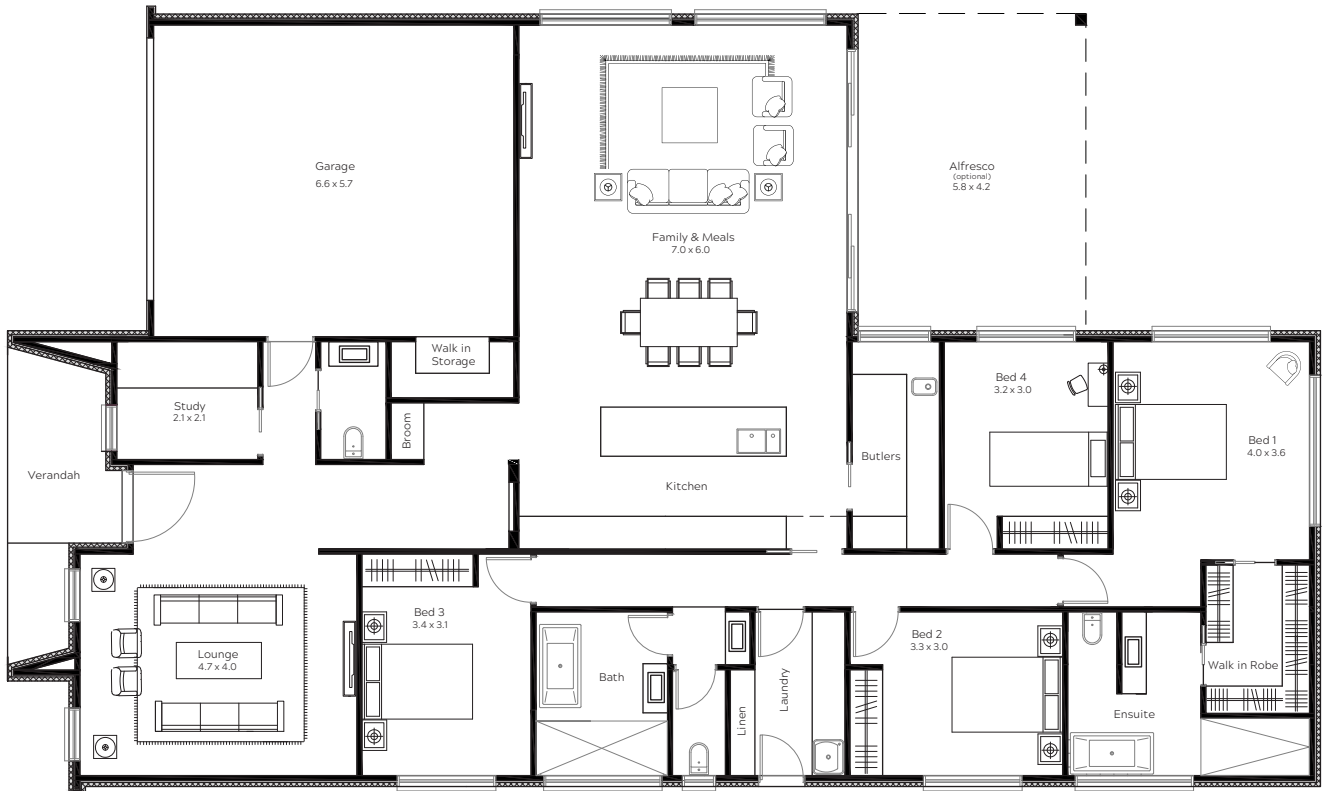 Garage
6.6 x 5.7
Alfresco
(optional)
5.8 x 4.2
Family & Meals
7.0 x 6.0
Walk in
Storage
Study
2.1 x 2.1
Broom
Bed 4
3.2 x 3.0
Bed 1
4.0 x 3.6
Verandah
Kitchen
Butlers
Bed 3
3.4 x 3.1
Bed 2
3.3 x 3.0
Lounge
4.7 x 4.0
Bath
Linen
Laundry
Walk in Robe
Ensuite